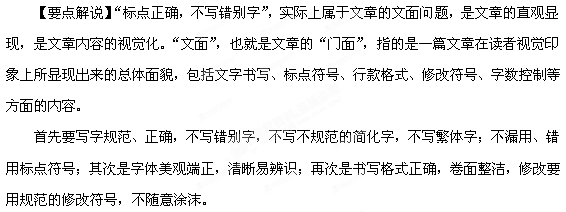 【要点解说】“标点正确，不写错别字”，实际上属于文章的文面问题，是文章的直观显
现，是文章内容的视觉化。“文面”，也就是文章的“门面”，指的是一篇文章在读者视觉印
象上所显现出来的总体面貌，包括文字书写、标点符号、行款格式、修改符号、字数控制等
方面的内容。
首先要写字规范、正确，不写错别字，不写不规范的简化字，不写繁体字；不漏用、错
用标点符号；其次是字体美观端正，清晰易辨识；再次是书写格式正确，卷面整洁，修改要
用规范的修改符号，不随意涂沫。